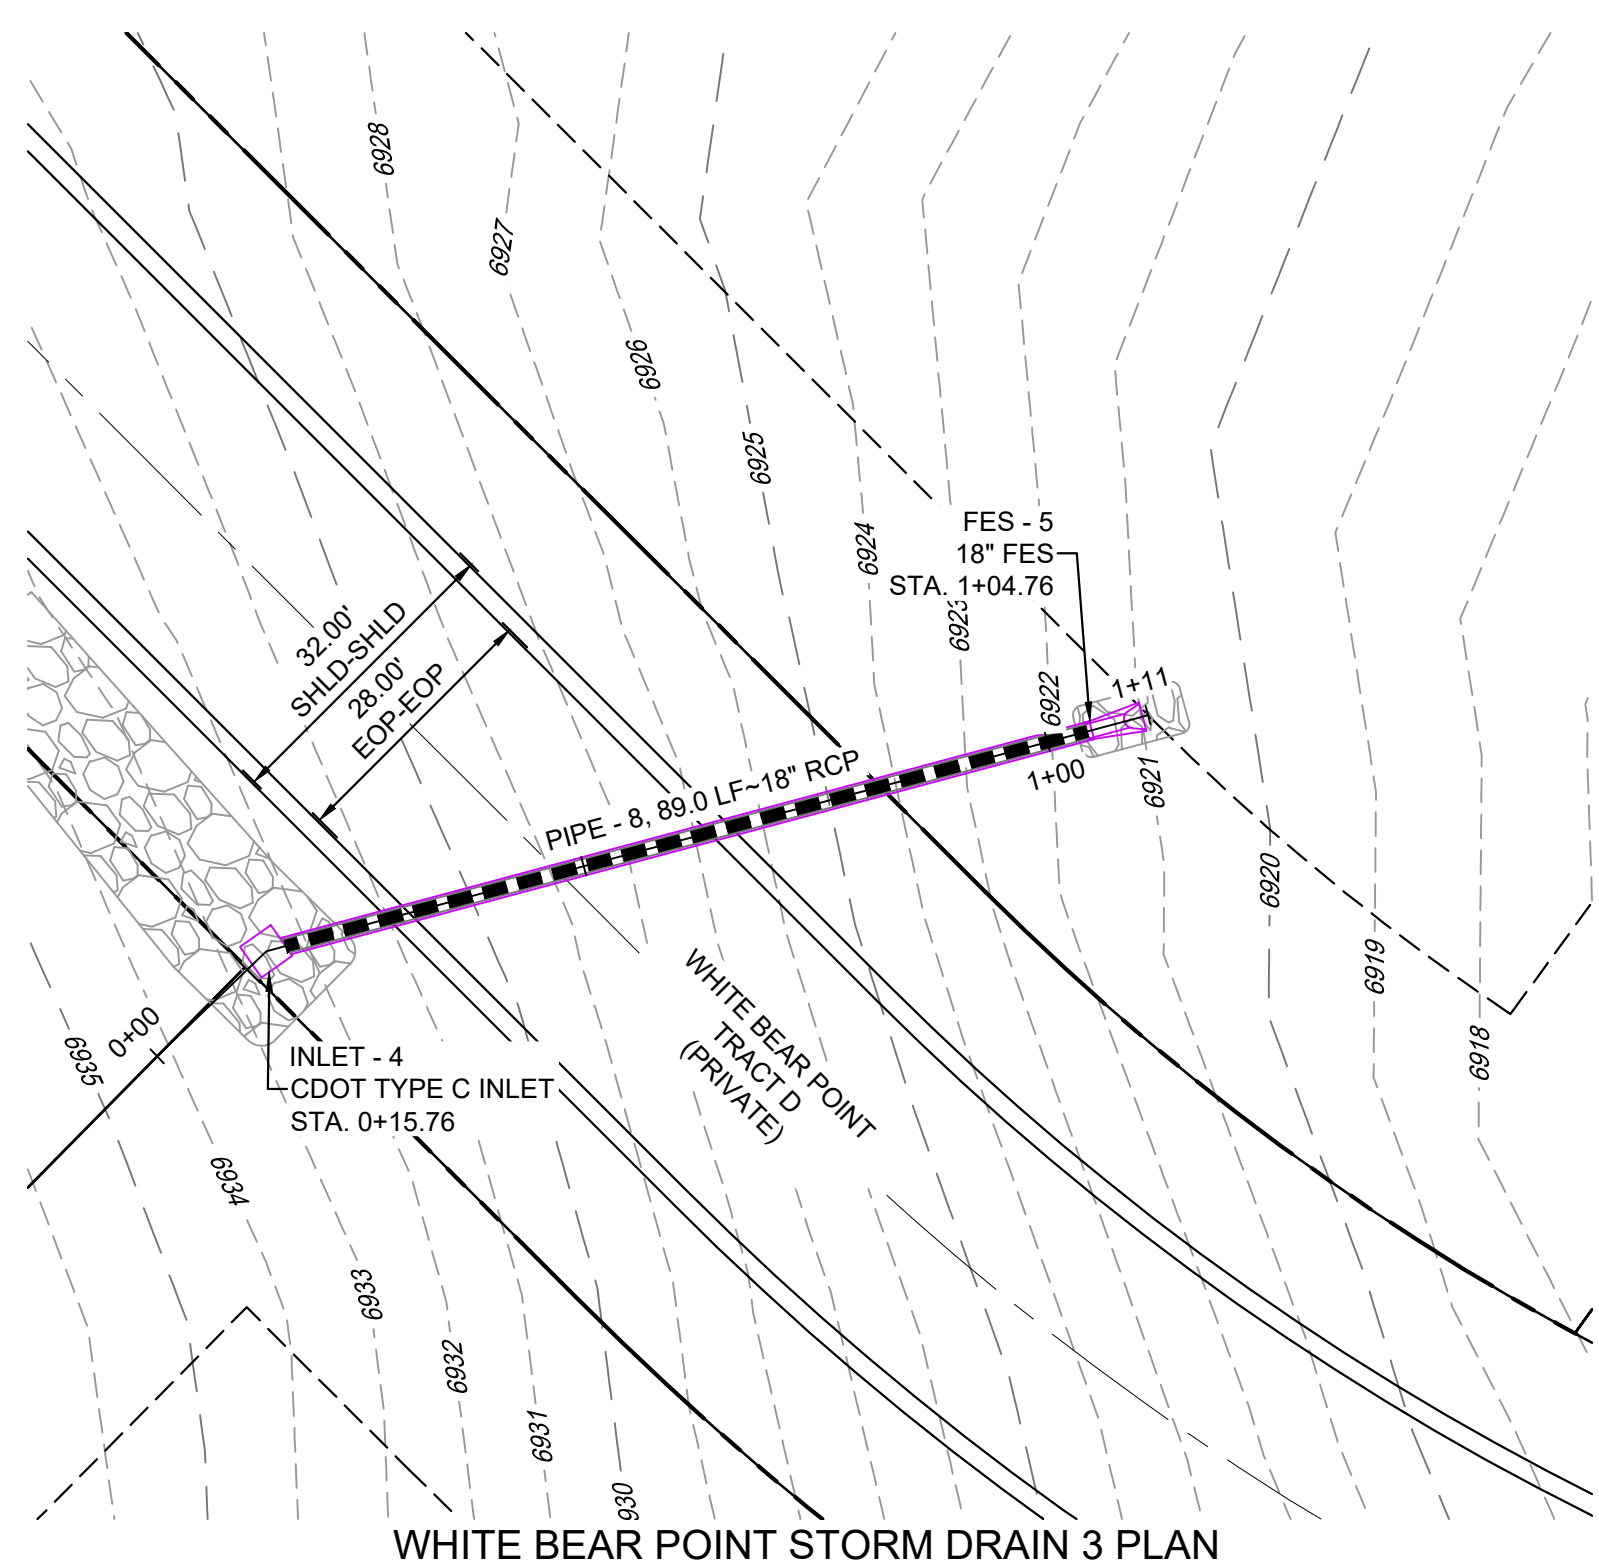 6928
6927
6926
6925
6924
6923
6922
6921
6920
6919
6918
FES - 5
18" FES
STA. 1+04.76
1+11
1+00
32.00'
SHLD-SHLD
28.00'
EOP-EOP
PIPE - 8, 89.0 LF~18" RCP
0+00
INLET - 4
CDOT TYPE C INLET
STA. 0+15.76
WHITE BEAR POINT
TRACT D
(PRIVATE)
6935
6934
6933
6932
6931
930
WHITE BEAR POINT STORM DRAIN 3 PLAN